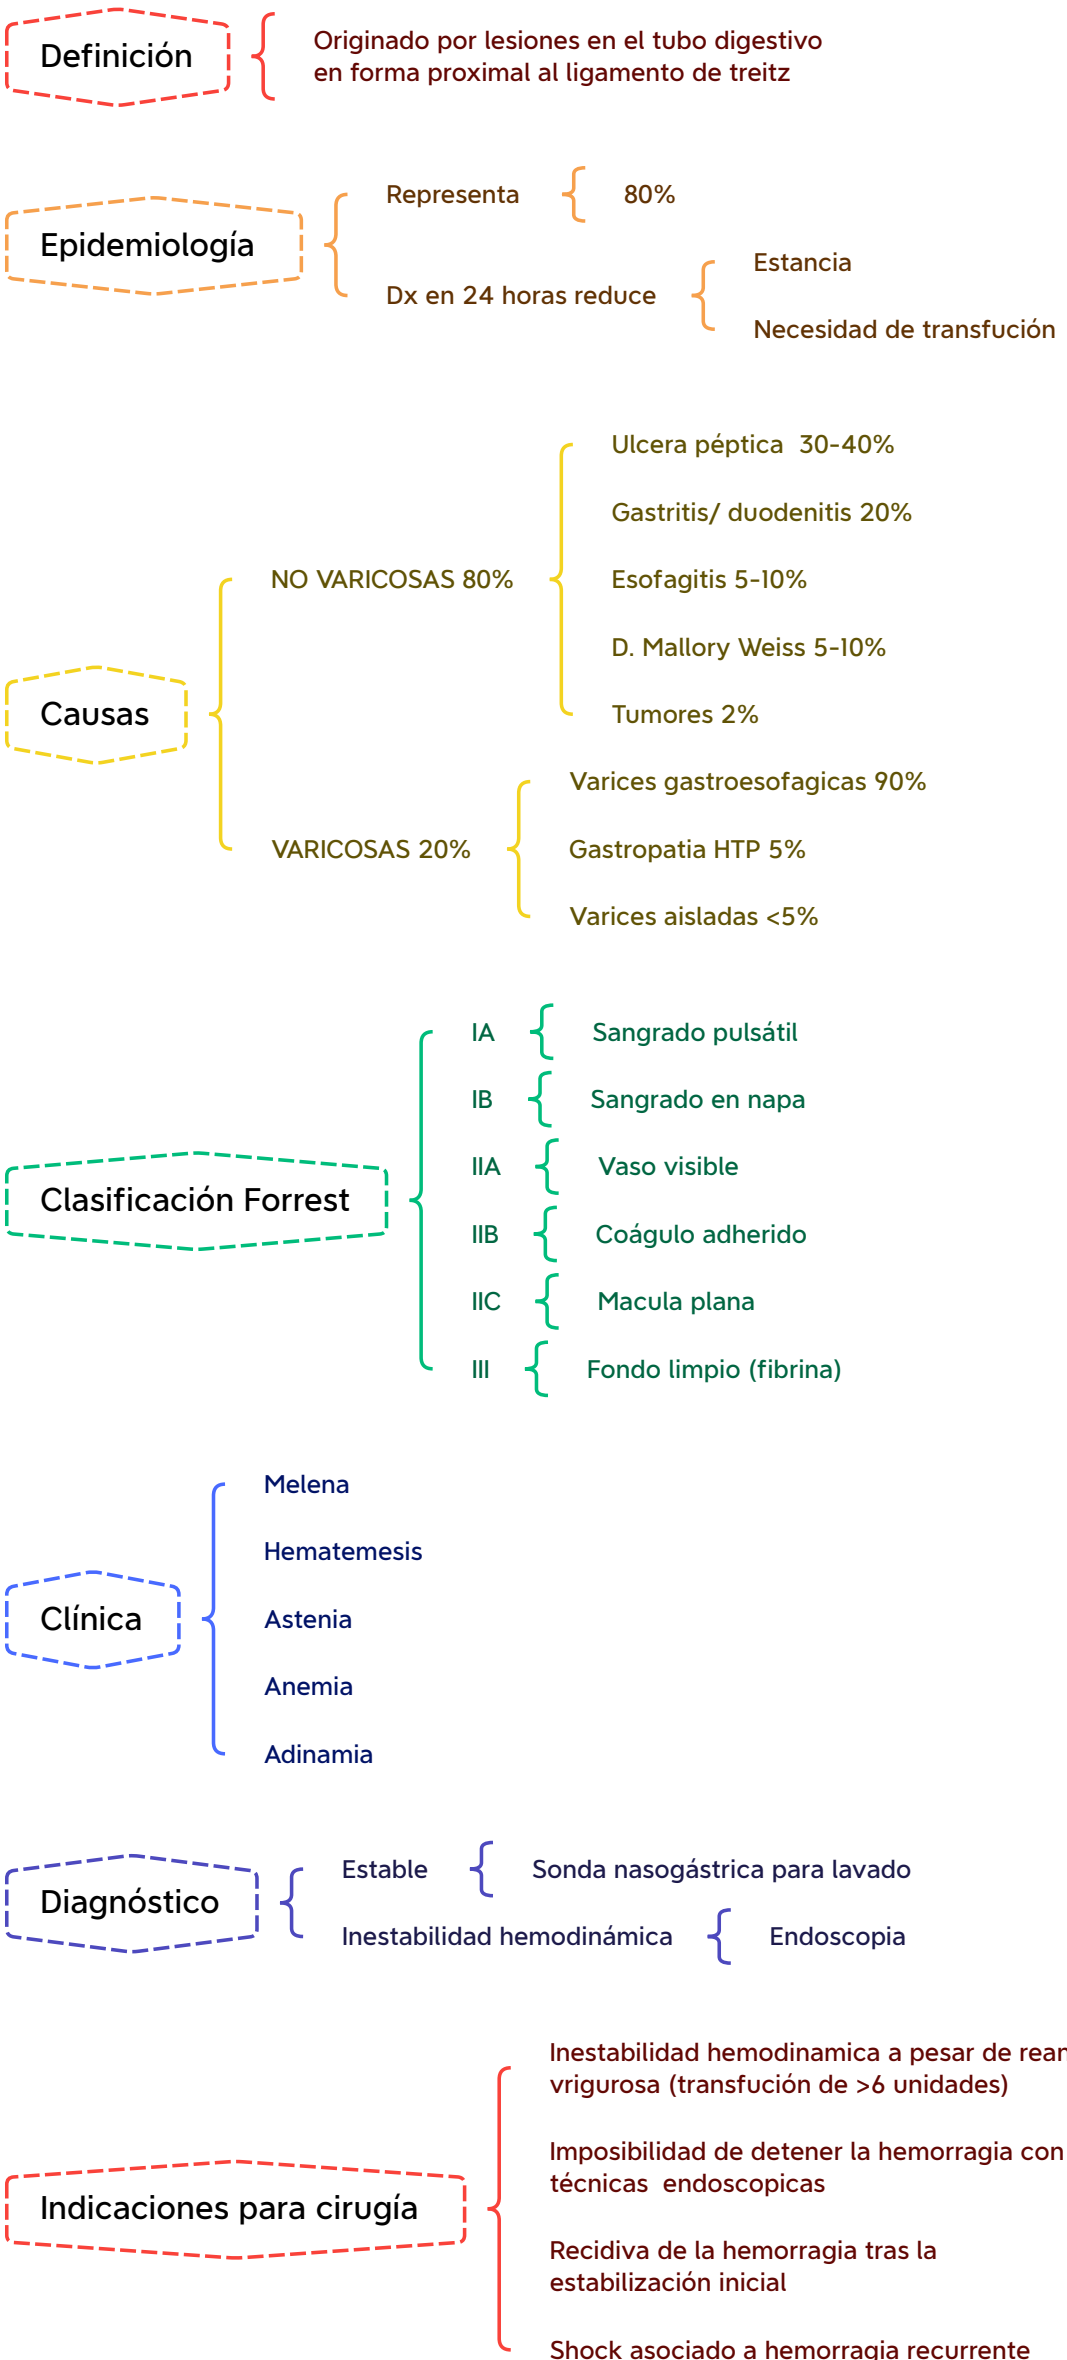 Definición
Originado por lesiones en el tubo digestivo
en forma proximal al ligamento de treitz
Epidemiología
Representa
80%
Dx en 24 horas reduce
Estancia
Necesidad de transfución
Causas
NO VARICOSAS 80%
Ulcera péptica 30-40%
Gastritis/ duodenitis 20%
Esofagitis 5-10%
D. Mallory Weiss 5-10%
Tumores 2%
VARICOSAS 20%
Varices gastroesofagicas 90%
Gastropatia HTP 5%
Varices aisladas <5%
Clasificación Forrest
IA
Sangrado pulsátil
IB
Sangrado en napa
IIA
Vaso visible
IIB
Coágulo adherido
IIC
Macula plana
III
Fondo limpio (fibrina)
Clínica
Melena
Hematemesis
Astenia
Anemia
Adinamia
Diagnóstico
Estable
Sonda nasogástrica para lavado
Inestabilidad hemodinámica
Endoscopia
Indicaciones para cirugía
Inestabilidad hemodinamica a pesar de
vrigurosa (transfución de >6 unidades)
Imposibilidad de detener la hemorragia con
técnicas endoscopicas
Recidiva de la hemorragia tras la
estabilización inicial
Shock asociado a hemorragia recurrente